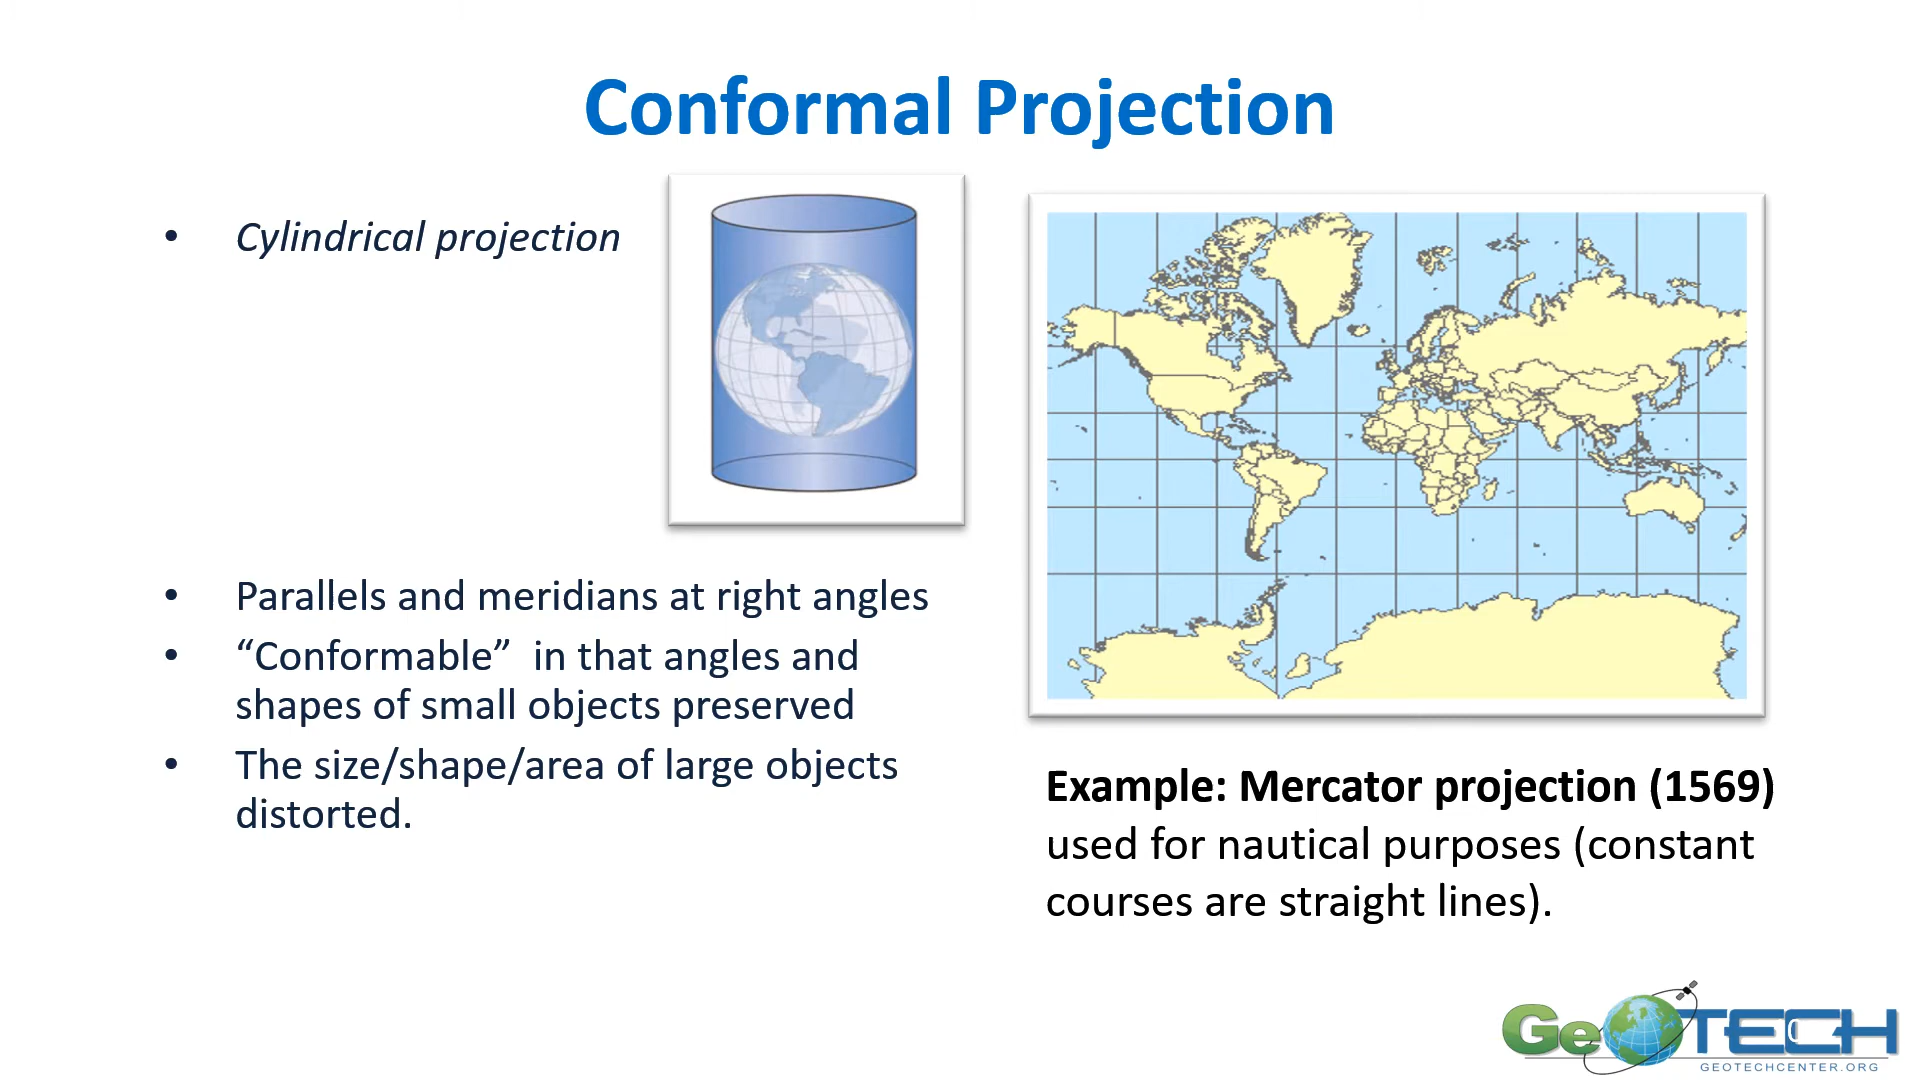 Conformal Projection
• Cylindrical projection
• Parallels and meridians at right angles
• “Conformable”  in that angles and
shapes of small objects preserved
• The size/shape/area of large objects
distorted.
Example: Mercator projection (1569)
used for nautical purposes (constant
courses are straight lines).
GeOTECH
GEOTECHCENTER.ORG